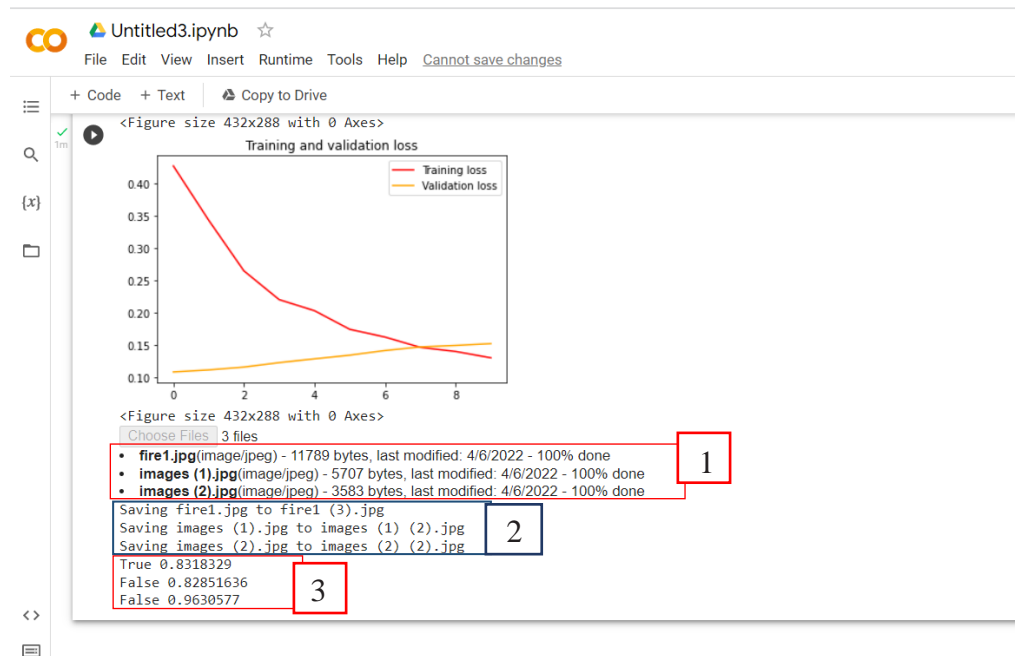 Untitled3.ipynb
File Edit View Insert Runtime Tools Help Cannot save changes
+ Code + Text Copy to Drive
<Figure size 432x288 with 0 Axes>
1m
Training and validation loss
Training loss
Validation loss
0.40
0.35
0.30
0.25
0.20
0.15
0.10
0 2 4 6 8
{x}
<Figure size 432x288 with 0 Axes>
Choose Files 3 files
• fire1.jpg(image/jpeg) - 11789 bytes, last modified: 4/6/2022 - 100% done
• images (1).jpg(image/jpeg) - 5707 bytes, last modified: 4/6/2022 - 100% done
• images (2).jpg(image/jpeg) - 3583 bytes, last modified: 4/6/2022 - 100% done
1
Saving fire1.jpg to fire1 (3).jpg
Saving images (1).jpg to images (1) (2).jpg
Saving images (2).jpg to images (2) (2).jpg
2
True 0.8318329
False 0.82851636
False 0.9630577
3
<>